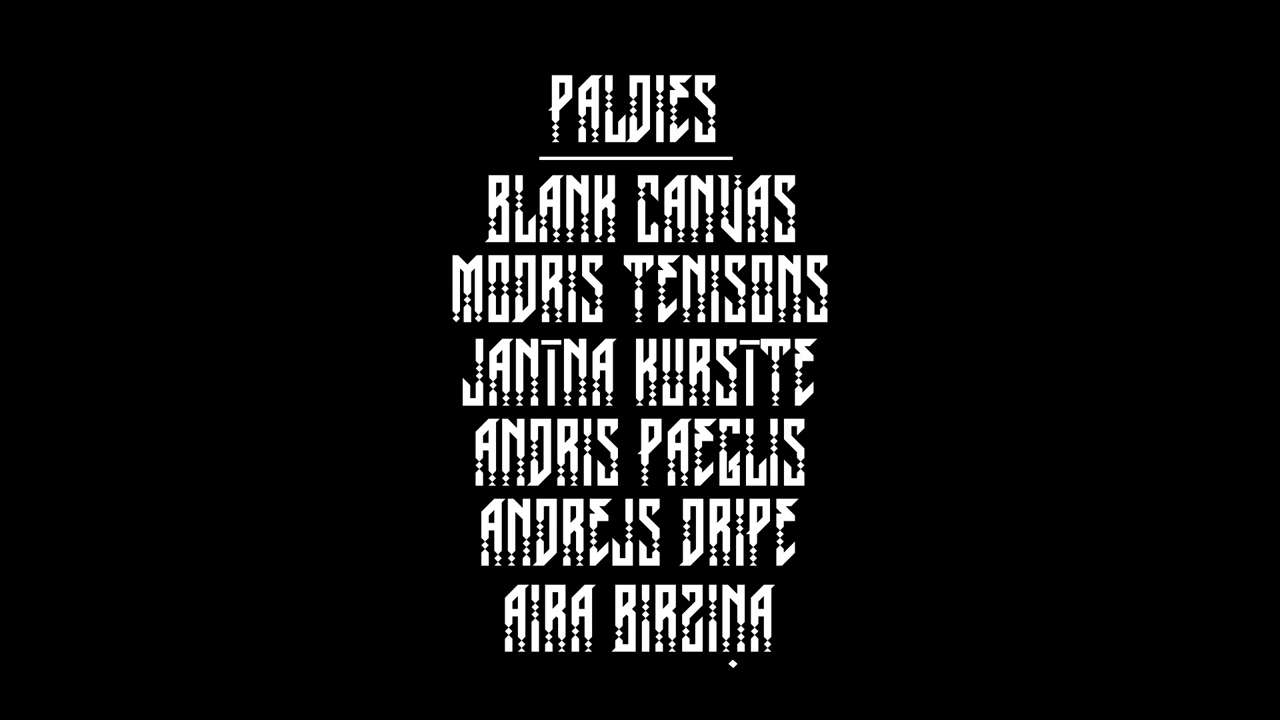 PALDIES
BLANK CANVAS
MODRIS TENISONS
JANĪNA KURSĪTE
ANDRIS PAEGLIS
ANDREJS DRIPE
AIRA BIRZIŅA